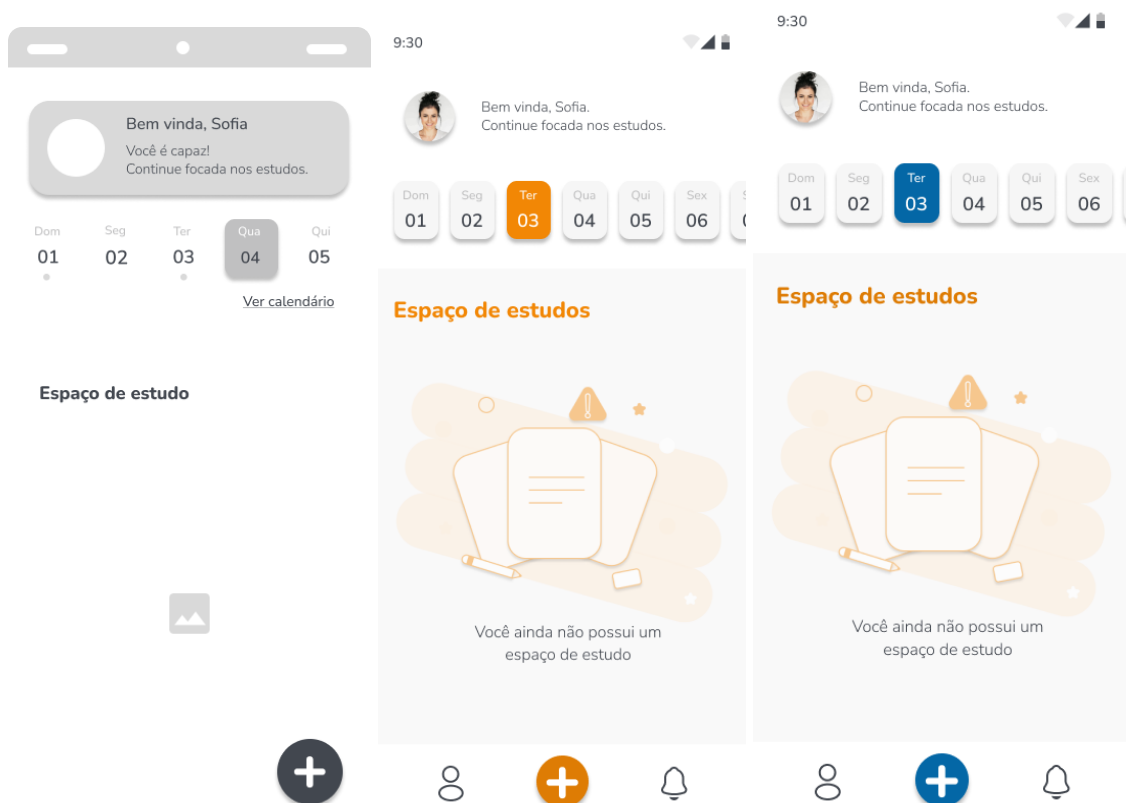 Bem vinda, Sofia
Você é capaz!
Continue focada nos estudos.
Dom Seg Ter Qua Qui
01 02 03 04 05
Ver calendário
Espaço de estudo
9:30
Bem vinda, Sofia.
Continue focada nos estudos.
Dom Seg Ter Qua Qui Sex
01 02 03 04 05 06
Espaço de estudos
Você ainda não possui um
espaço de estudo
9:30
Bem vinda, Sofia.
Continue focada nos estudos.
Dom Seg Ter Qua Qui Sex
01 02 03 04 05 06
Espaço de estudos
Você ainda não possui um
espaço de estudo